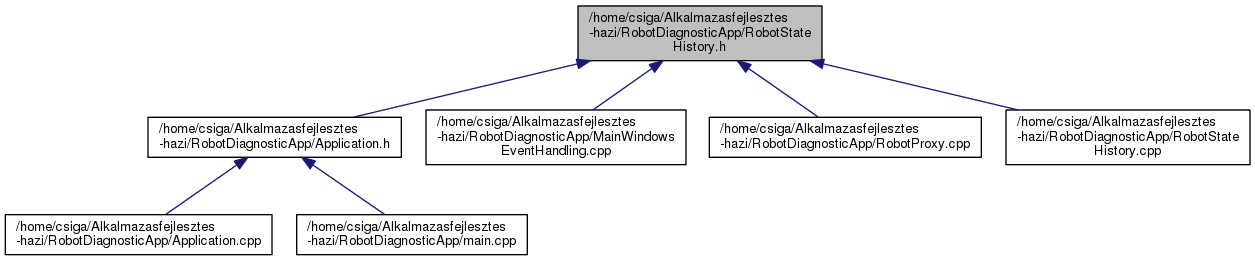 /home/csiga/Alkalmazasfejlesztes
-hazi/RobotDiagnosticApp/RobotState
History.h
/home/csiga/Alkalmazasfejlesztes
-hazi/RobotDiagnosticApp/Application.h
/home/csiga/Alkalmazasfejlesztes
-hazi/RobotDiagnosticApp/MainWindows
EventHandling.cpp
/home/csiga/Alkalmazasfejlesztes
-hazi/RobotDiagnosticApp/RobotProxy.cpp
/home/csiga/Alkalmazasfejlesztes
-hazi/RobotDiagnosticApp/RobotState
History.cpp
/home/csiga/Alkalmazasfejlesztes
-hazi/RobotDiagnosticApp/Application.cpp
/home/csiga/Alkalmazasfejlesztes
-hazi/RobotDiagnosticApp/main.cpp